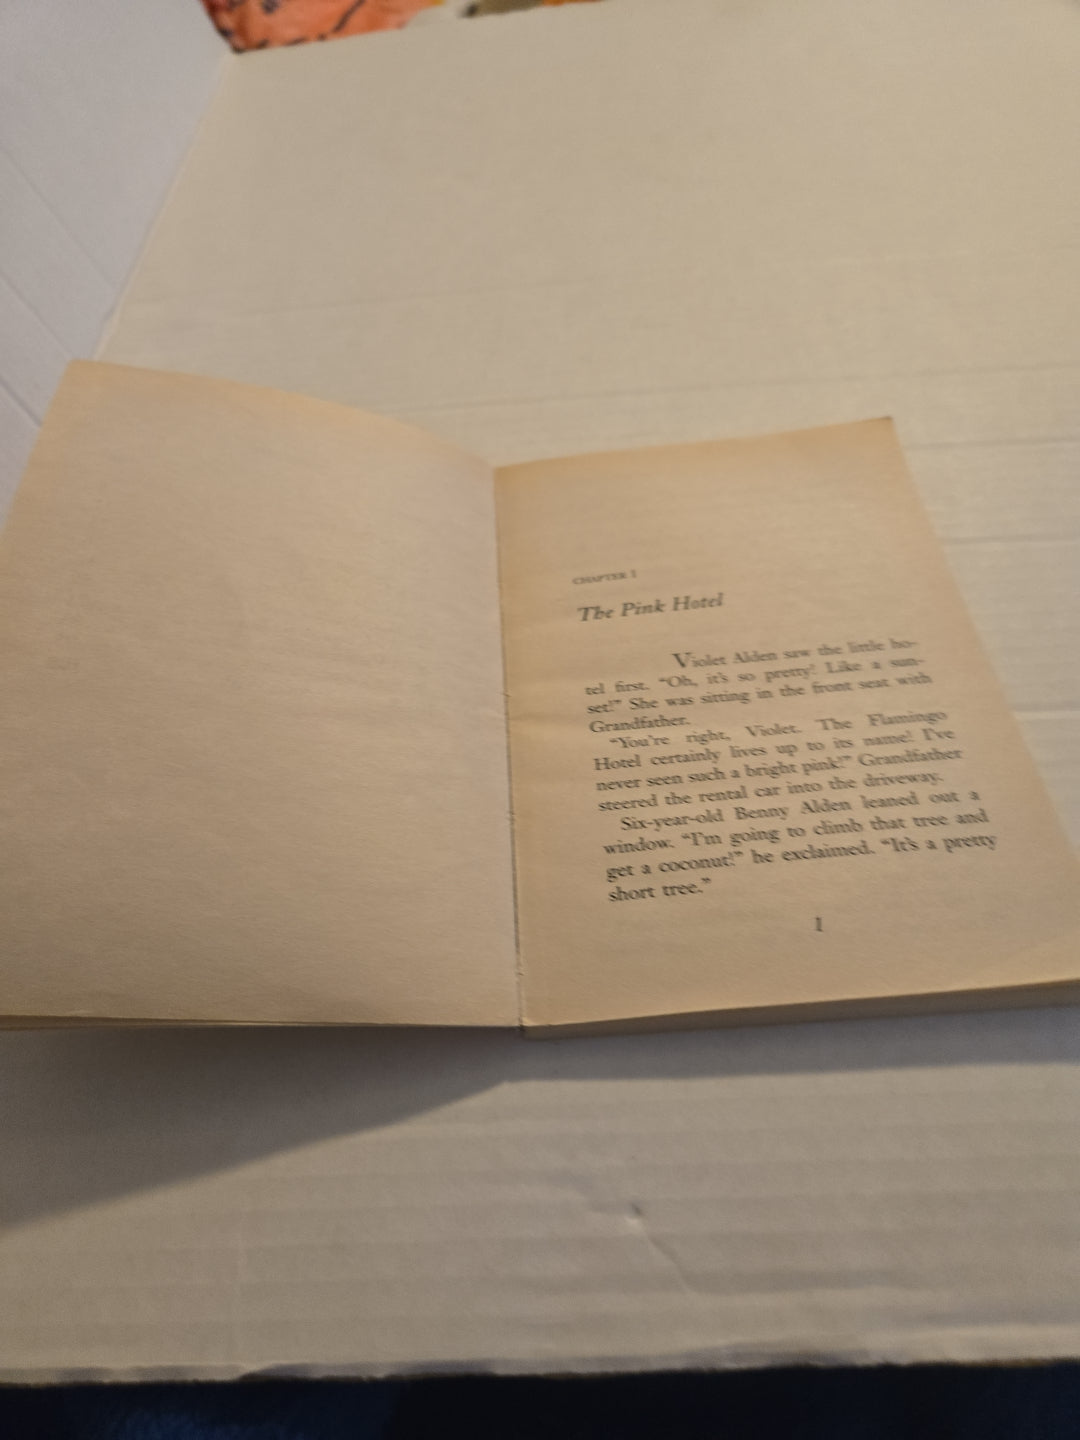 CHAPTER 1
The Pink Hotel
Violet Alden saw the little ho-
tel first. “Oh, it’s so pretty! Like a sun-
set!” She was sitting in the front seat with
Grandfather.
“You’re right, Violet. The Flamingo
Hotel certainly lives up to its name! I’ve
never seen such a bright pink!” Grandfather
steered the rental car into the driveway.
Six-year-old Benny Alden leaned out a
window. “I’m going to climb that tree and
get a coconut!” he exclaimed. “It’s a pretty
short tree.”
1